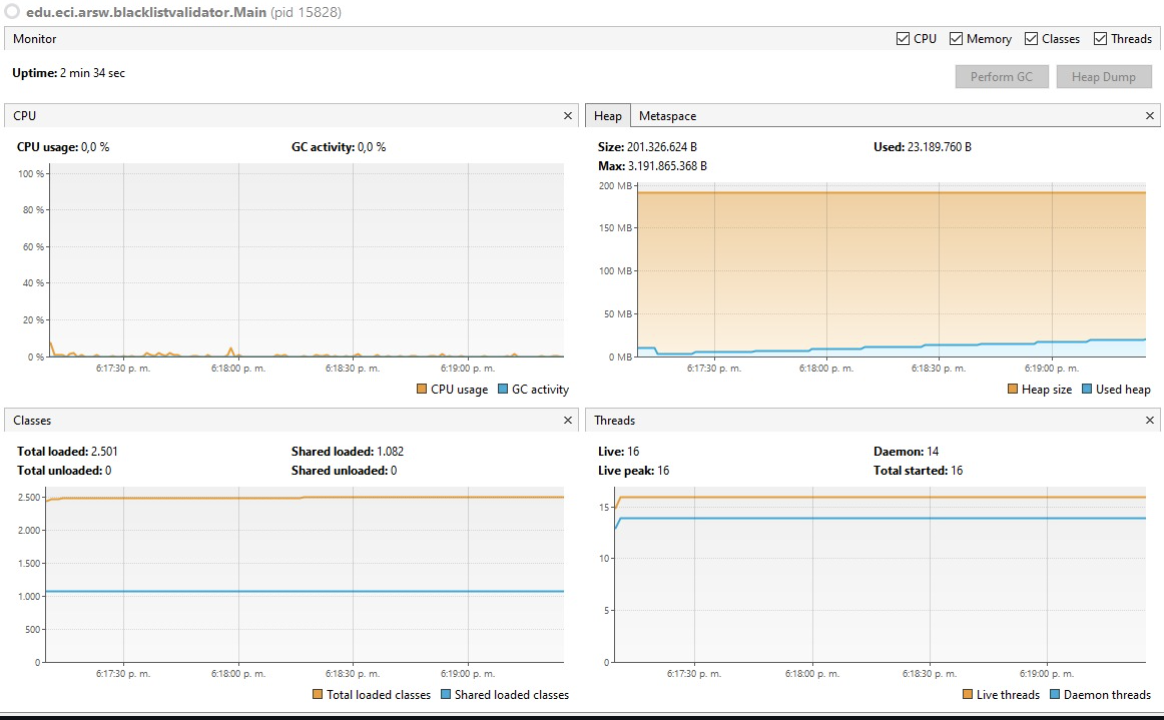 edu.eci.arsw.blacklistvalidator.Main (pid 15828)
Monitor
CPU Memory Classes Threads
Uptime: 2 min 34 sec
Perform GC Heap Dump
CPU
CPU usage: 0,0 % GC activity: 0,0 %
100 %
80 %
60 %
40 %
20 %
0 %
6:17:30 p. m. 6:18:00 p. m. 6:18:30 p. m. 6:19:00 p. m.
CPU usage GC activity
Heap Metaspace
Size: 201.326.624 B Used: 23.189.760 B
Max: 3.191.865.368 B
200 MB
150 MB
100 MB
50 MB
0 MB
6:17:30 p. m. 6:18:00 p. m. 6:18:30 p. m. 6:19:00 p. m.
Heap size Used heap
Classes
Total loaded: 2.501 Shared loaded: 1.082
Total unloaded: 0 Shared unloaded: 0
2.500
2.000
1.500
1.000
500
0
6:17:30 p. m. 6:18:00 p. m. 6:18:30 p. m. 6:19:00 p. m.
Total loaded classes Shared loaded classes
Threads
Live: 16 Daemon: 14
Live peak: 16 Total started: 16
15
10
5
0
6:17:30 p. m. 6:18:00 p. m. 6:18:30 p. m. 6:19:00 p. m.
Live threads Daemon threads